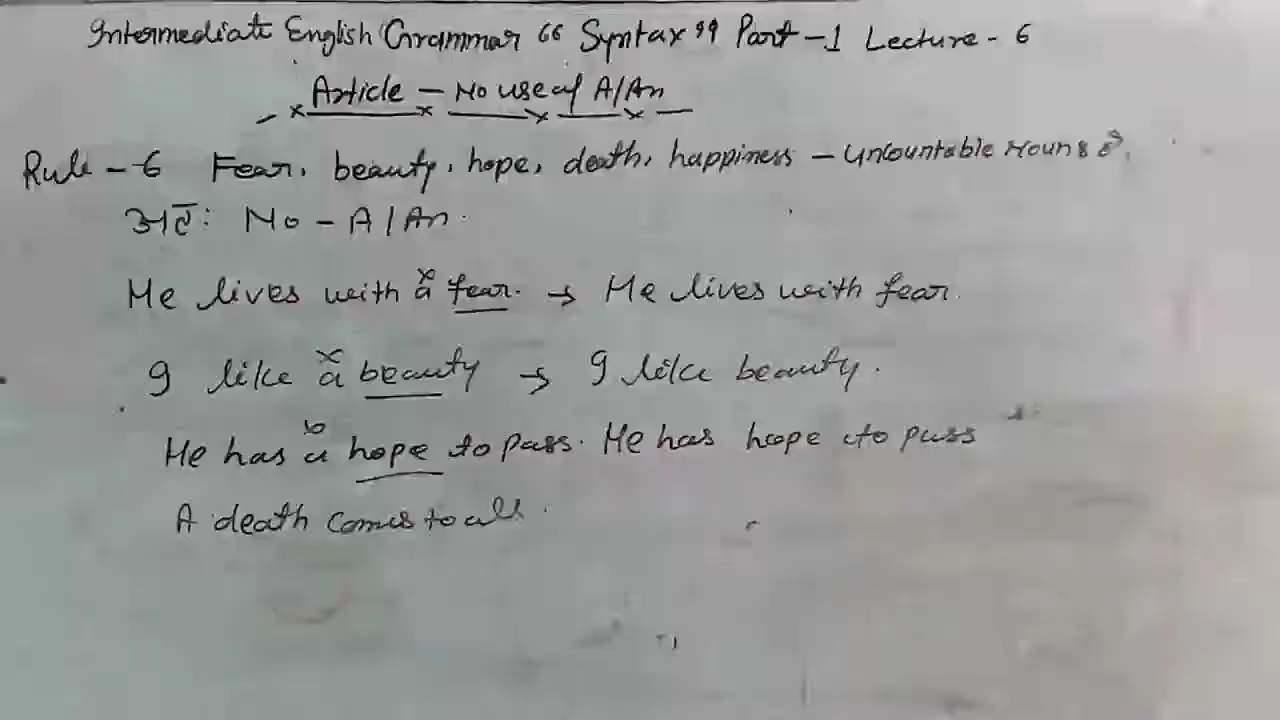 Intermediate English Grammar "Syntax" Part-1 Lecture-6
Article - No use of A/An
Rule-6 Fear, beauty, hope, death, happiness - Uncountable Nouns है,
अतः No-A/An.
He lives with a fear. → He lives with fear.
I like a beauty → I like beauty.
He has a hope to pass. He has hope to pass
A death comes to all.